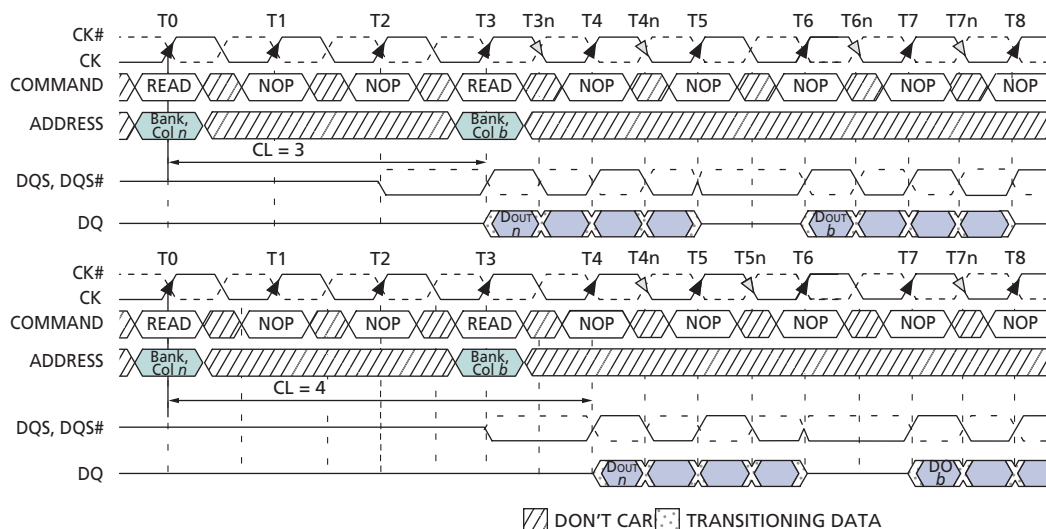 T0 T1 T2 T3 T3n T4 T4n T5 T6 T6n T7 T7n T8
CK#
CK
COMMAND READ NOP NOP READ NOP NOP NOP NOP NOP
ADDRESS Bank, Col n Bank, Col b
CL = 3
DQS, DQS#
DQ DOUT n DOUT b
T0 T1 T2 T3 T4 T4n T5 T5n T6 T7 T7n T8
CK#
CK
COMMAND READ NOP NOP READ NOP NOP NOP NOP NOP
ADDRESS Bank, Col n Bank, Col b
CL = 4
DQS, DQS#
DQ DOUT n DO b
DON'T CAR TRANSITIONING DATA